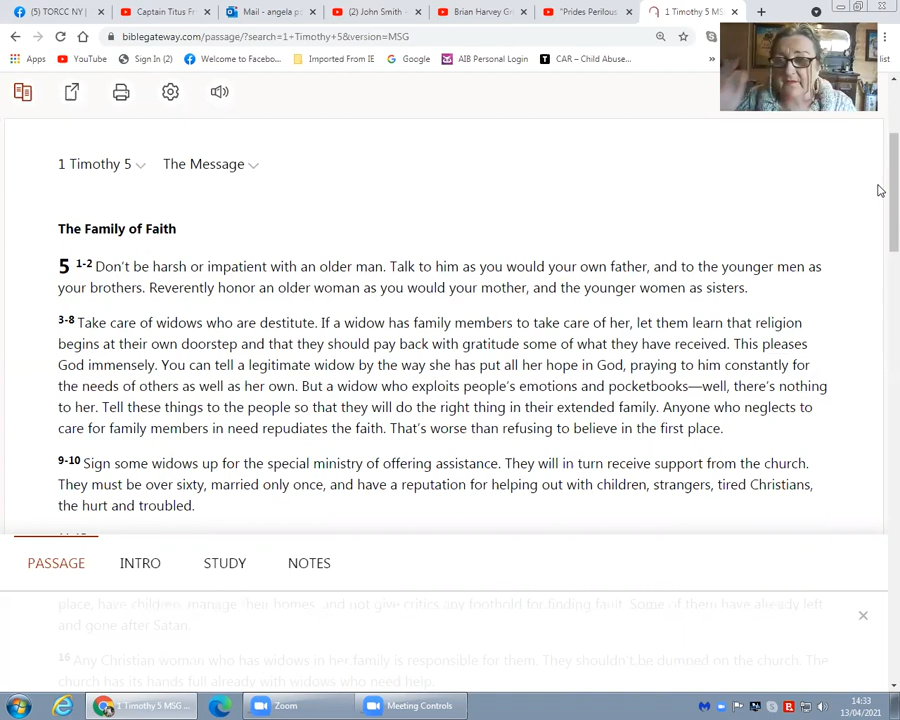 (5) TORCC NY |
Captain Titus Fr
Mail - angela p
(2) John Smith -
Brian Harvey Gr
"Prides Perilous
1 Timothy 5 MS
biblegateway.com/passage/?search=1+Timothy+5&version=MSG
Apps
YouTube
Sign In (2)
Welcome to Facebo...
Imported From IE
Google
AIB Personal Login
CAR – Child Abuse...
»
list
1 Timothy 5
The Message
The Family of Faith
5 1-2 Don't be harsh or impatient with an older man. Talk to him as you would your own father, and to the younger men as
your brothers. Reverently honor an older woman as you would your mother, and the younger women as sisters.
3-8 Take care of widows who are destitute. If a widow has family members to take care of her, let them learn that religion
begins at their own doorstep and that they should pay back with gratitude some of what they have received. This pleases
God immensely. You can tell a legitimate widow by the way she has put all her hope in God, praying to him constantly for
the needs of others as well as her own. But a widow who exploits people's emotions and pocketbooks—well, there's nothing
to her. Tell these things to the people so that they will do the right thing in their extended family. Anyone who neglects to
care for family members in need repudiates the faith. That's worse than refusing to believe in the first place.
9-10 Sign some widows up for the special ministry of offering assistance. They will in turn receive support from the church.
They must be over sixty, married only once, and have a reputation for helping out with children, strangers, tired Christians,
the hurt and troubled.
PASSAGE
INTRO
STUDY
NOTES
place, have children, manage their homes, and not give critics any foothold for finding fault. Some of them have already left
and gone after Satan.
16 Any Christian woman who has widows in her family is responsible for them. They shouldn't be dumped on the church. The
church has its hands full already with widows who need help.
1 Timothy 5 MSG ...
Zoom
Meeting Controls
14:33
13/04/2021